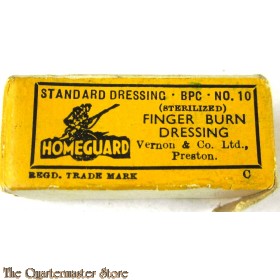 STANDARD DRESSING · BPC · NO. 10
(STERILIZED)
FINGER BURN
DRESSING
HOMEGUARD
Vernon & Co. Ltd.,
Preston.
REGD. TRADE MARK C
The Quartermaster Store